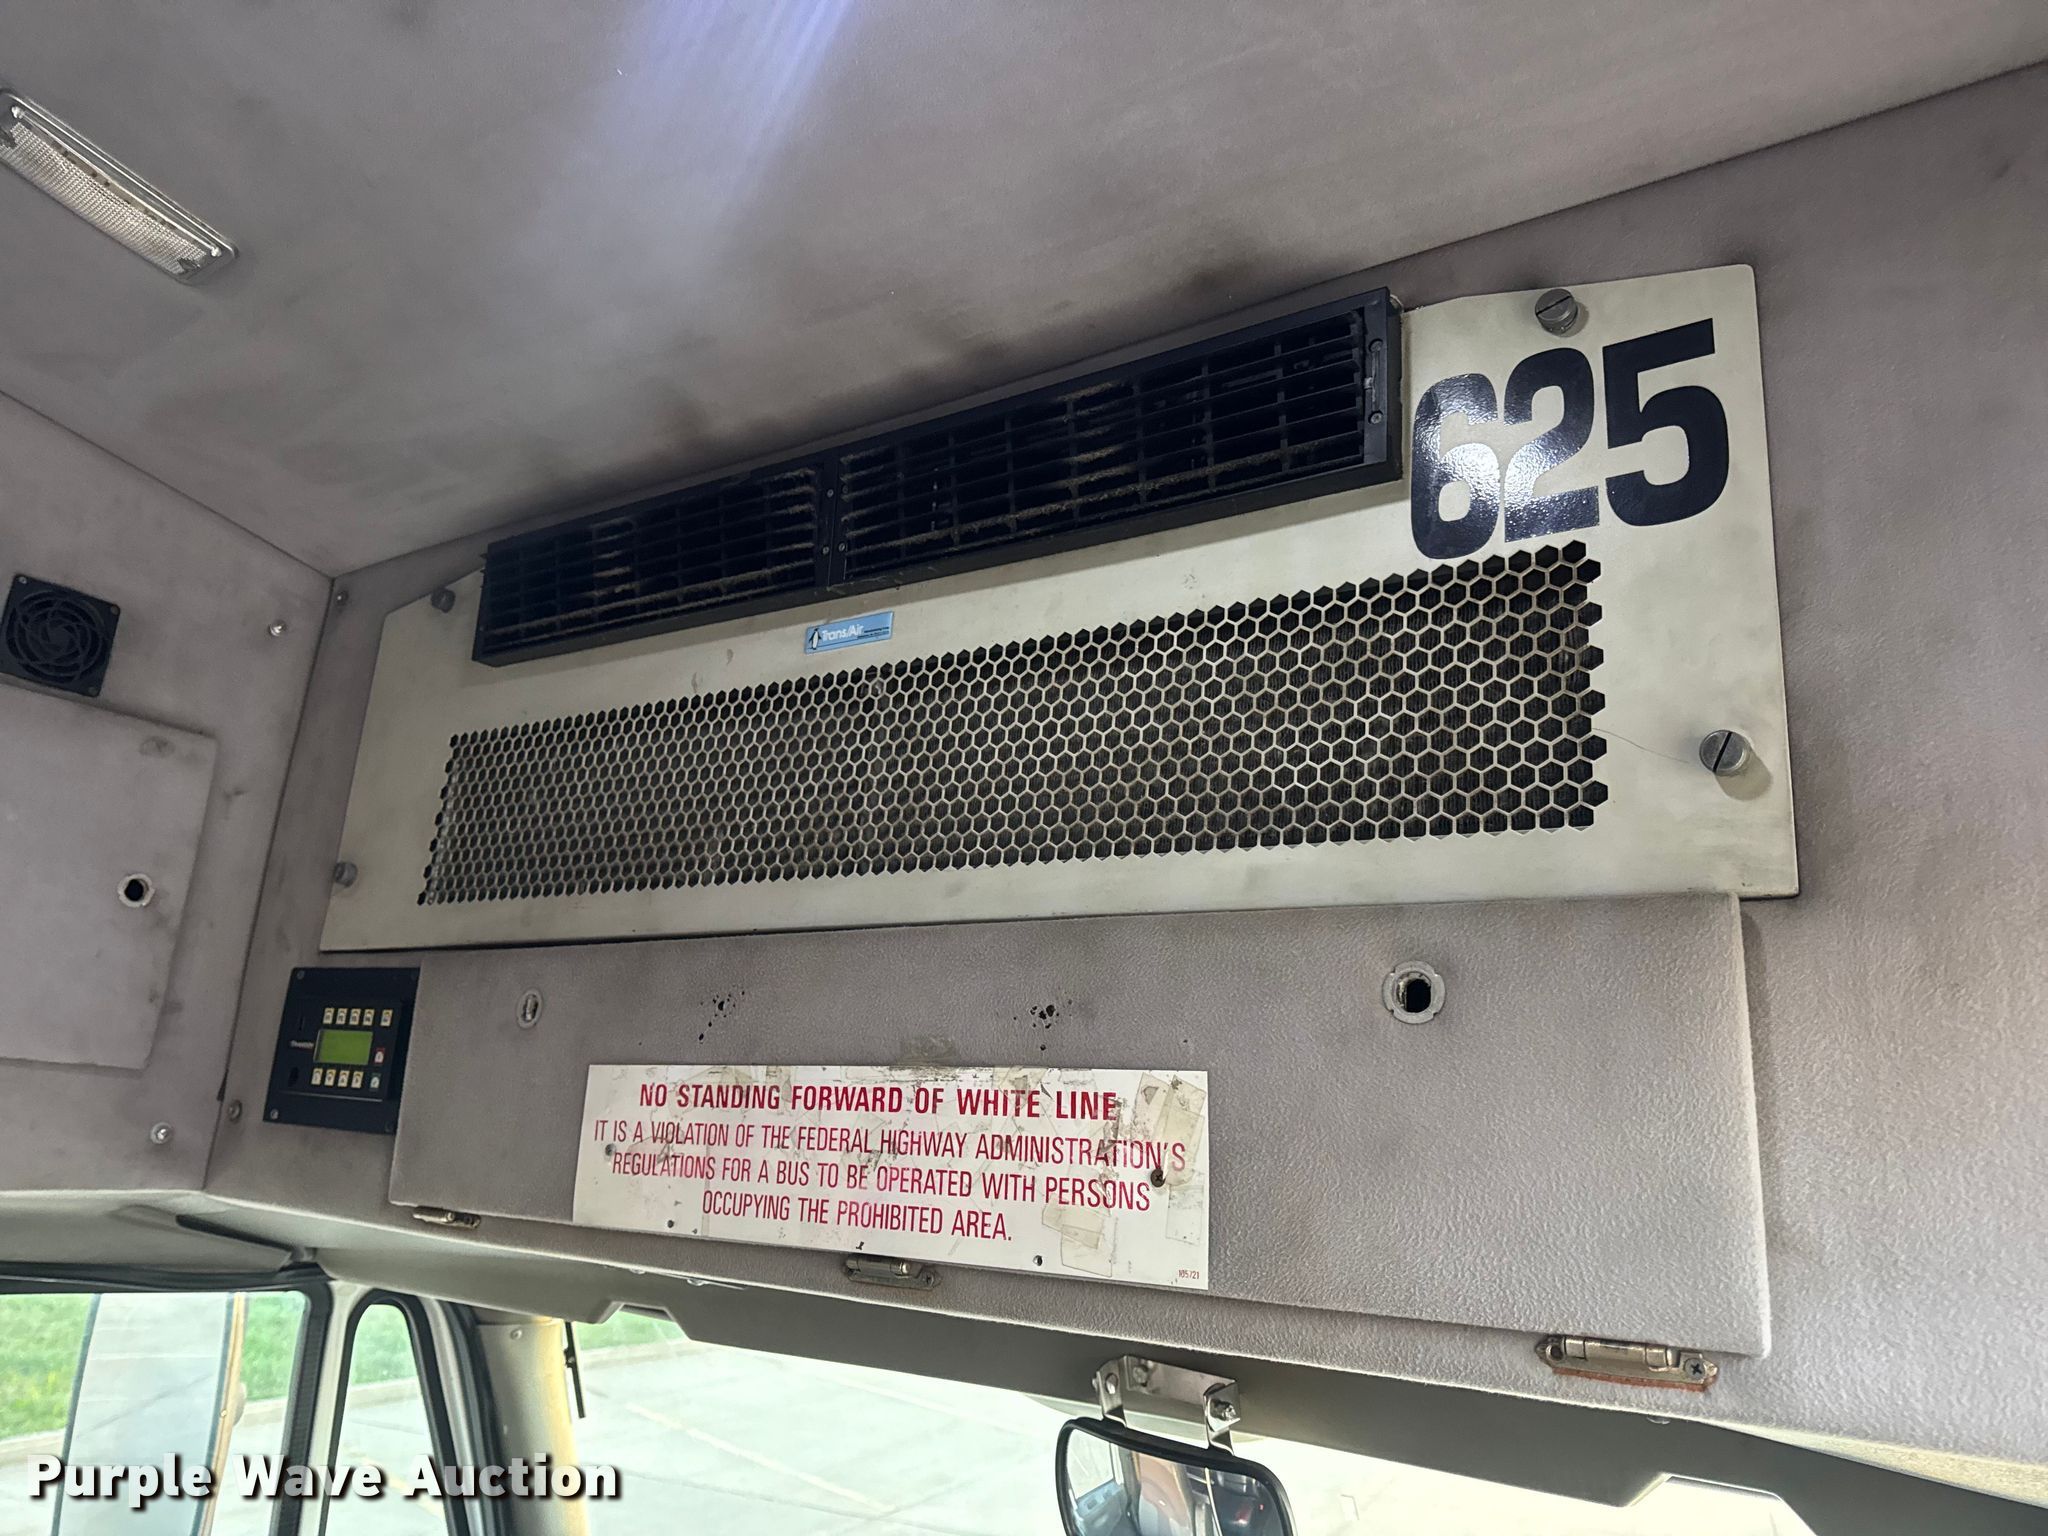 625
Trans/Air
NO STANDING FORWARD OF WHITE LINE
IT IS A VIOLATION OF THE FEDERAL HIGHWAY ADMINISTRATION'S
REGULATIONS FOR A BUS TO BE OPERATED WITH PERSONS
OCCUPYING THE PROHIBITED AREA.
105721
Purple Wave Auction